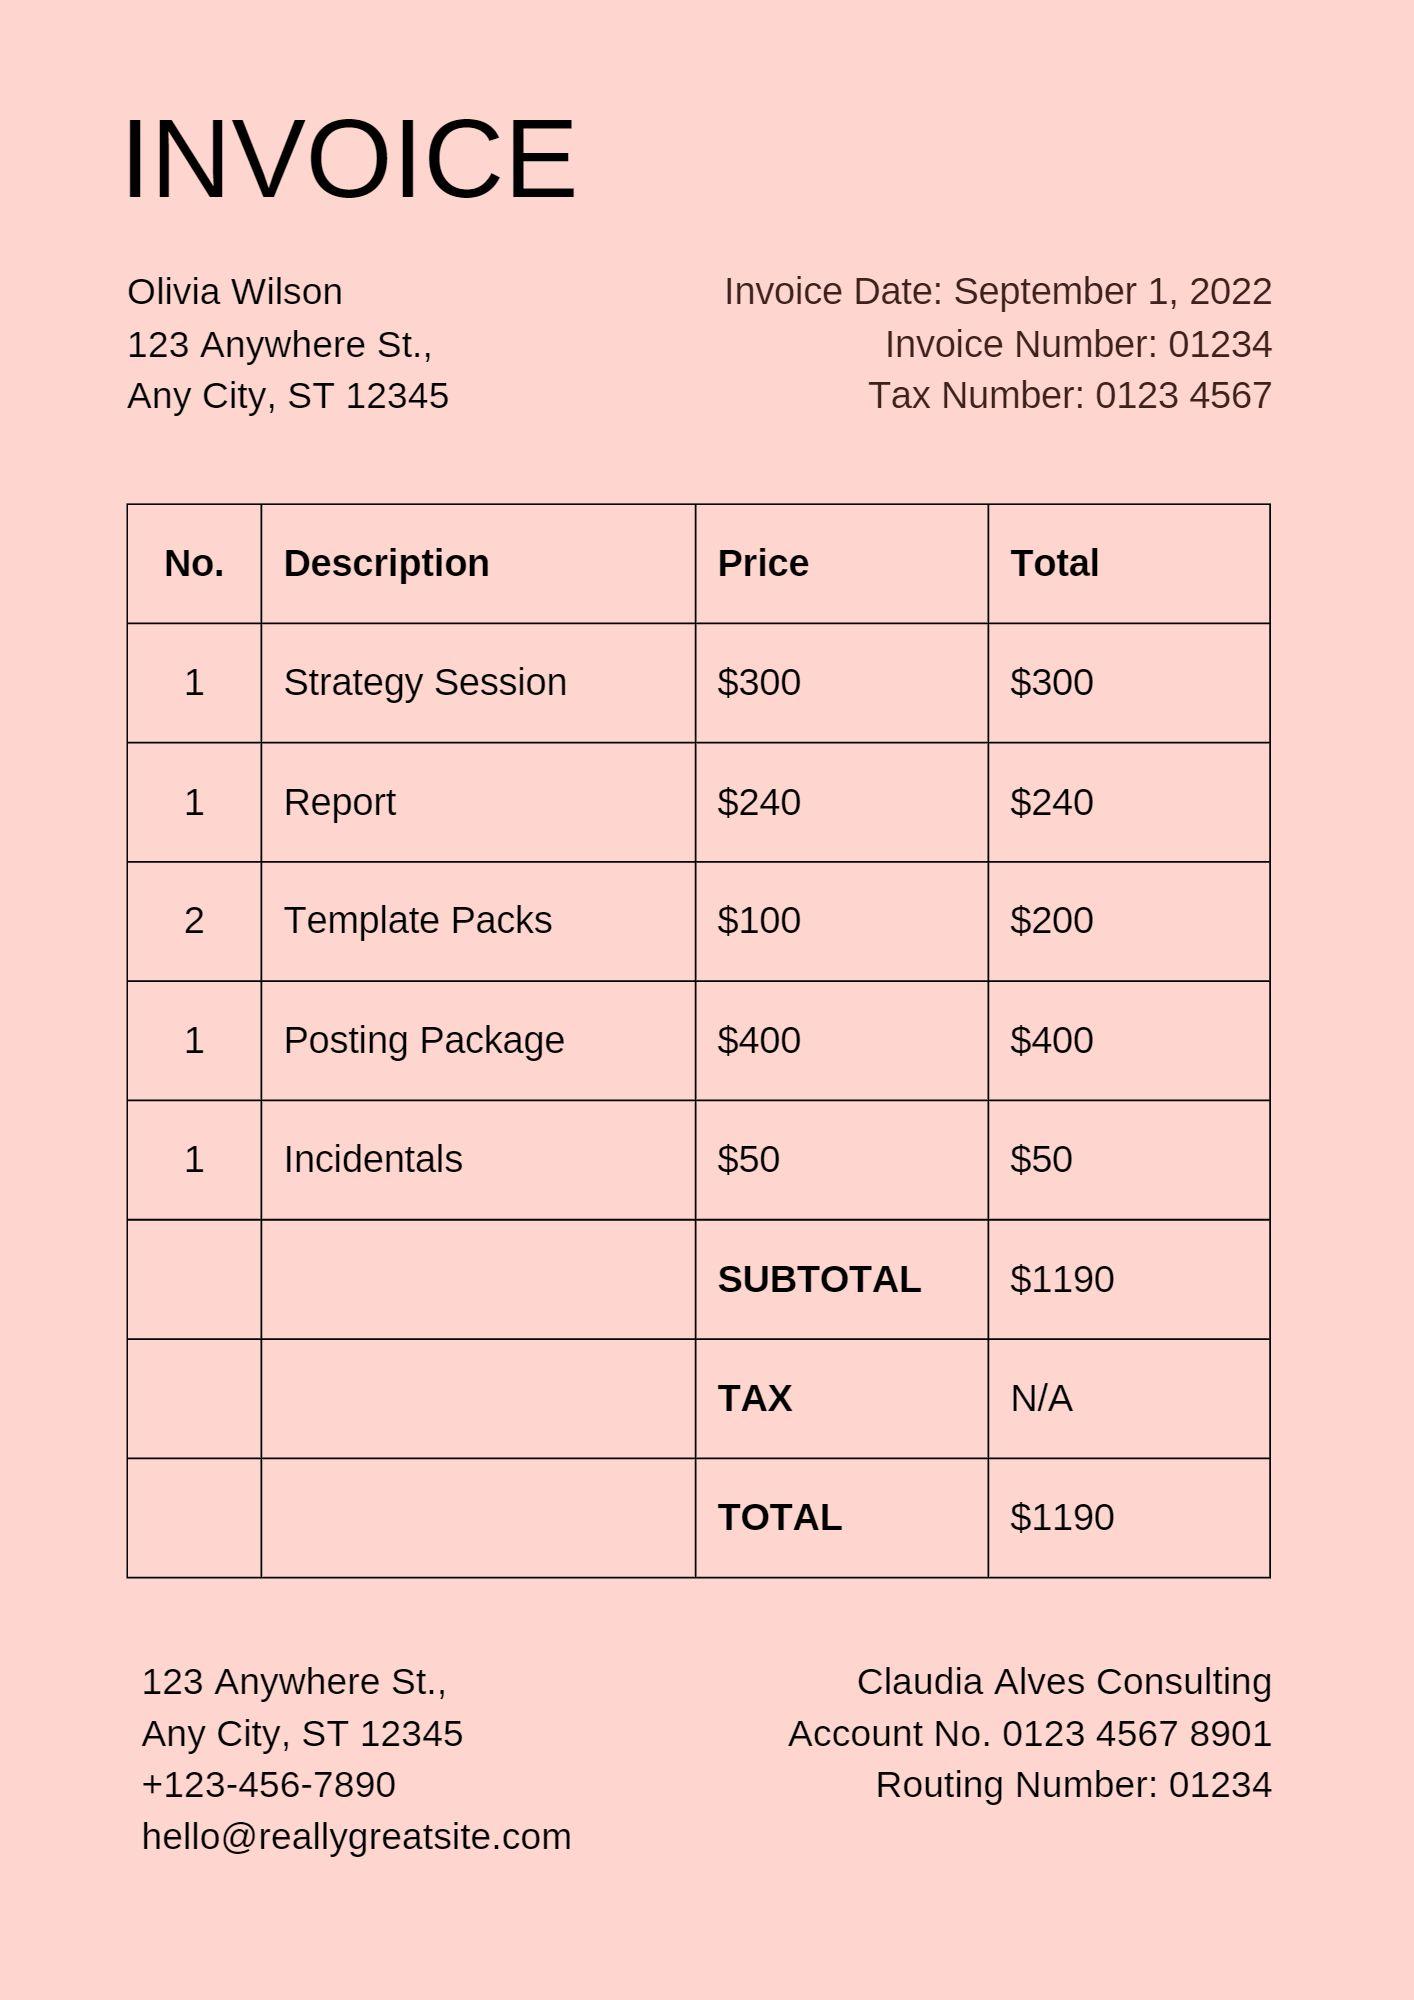 INVOICE
Olivia Wilson
123 Anywhere St.,
Any City, ST 12345
Invoice Date: September 1, 2022
Invoice Number: 01234
Tax Number: 0123 4567
No. Description Price Total
1 Strategy Session $300 $300
1 Report $240 $240
2 Template Packs $100 $200
1 Posting Package $400 $400
1 Incidentals $50 $50
SUBTOTAL $1190
TAX N/A
TOTAL $1190
123 Anywhere St.,
Any City, ST 12345
+123-456-7890
hello@reallygreatsite.com
Claudia Alves Consulting
Account No. 0123 4567 8901
Routing Number: 01234